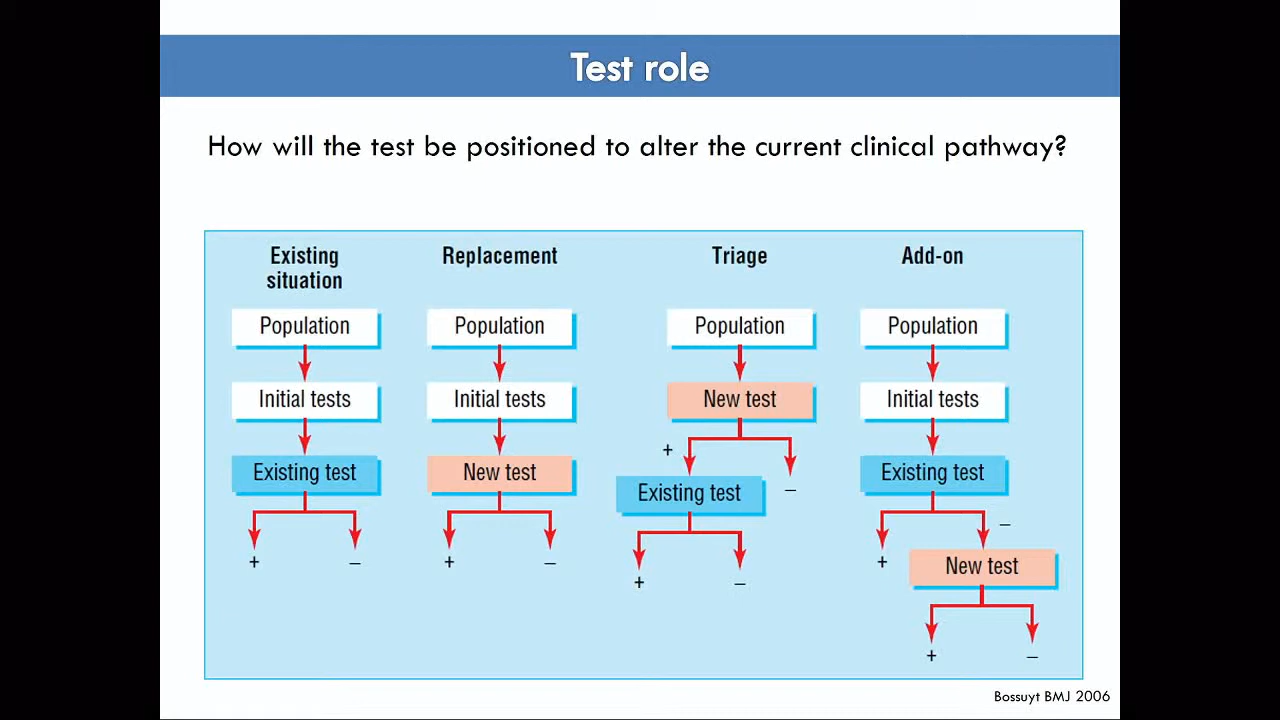 Test role
How will the test be positioned to alter the current clinical pathway?
Existing
situation
Population
Initial tests
Existing test
+
–
Replacement
Population
Initial tests
New test
+
–
Triage
Population
New test
+
–
Existing test
+
–
Add-on
Population
Initial tests
Existing test
+
–
New test
+
–
Bossuyt BMJ 2006